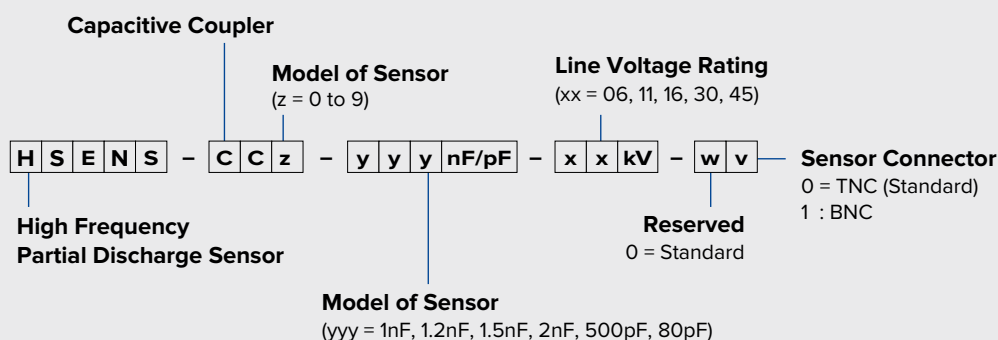 Capacitive Coupler
Model of Sensor
(z = 0 to 9)
Line Voltage Rating
(xx = 06, 11, 16, 30, 45)
H S E N S – C C z – y y y nF/pF – x x kV – w v
Sensor Connector
0 = TNC (Standard)
1 : BNC
High Frequency
Partial Discharge Sensor
Reserved
0 = Standard
Model of Sensor
(yyy = 1nF, 1.2nF, 1.5nF, 2nF, 500pF, 80pF)